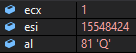 ecx 1
esi 15548424
al 81 'Q'